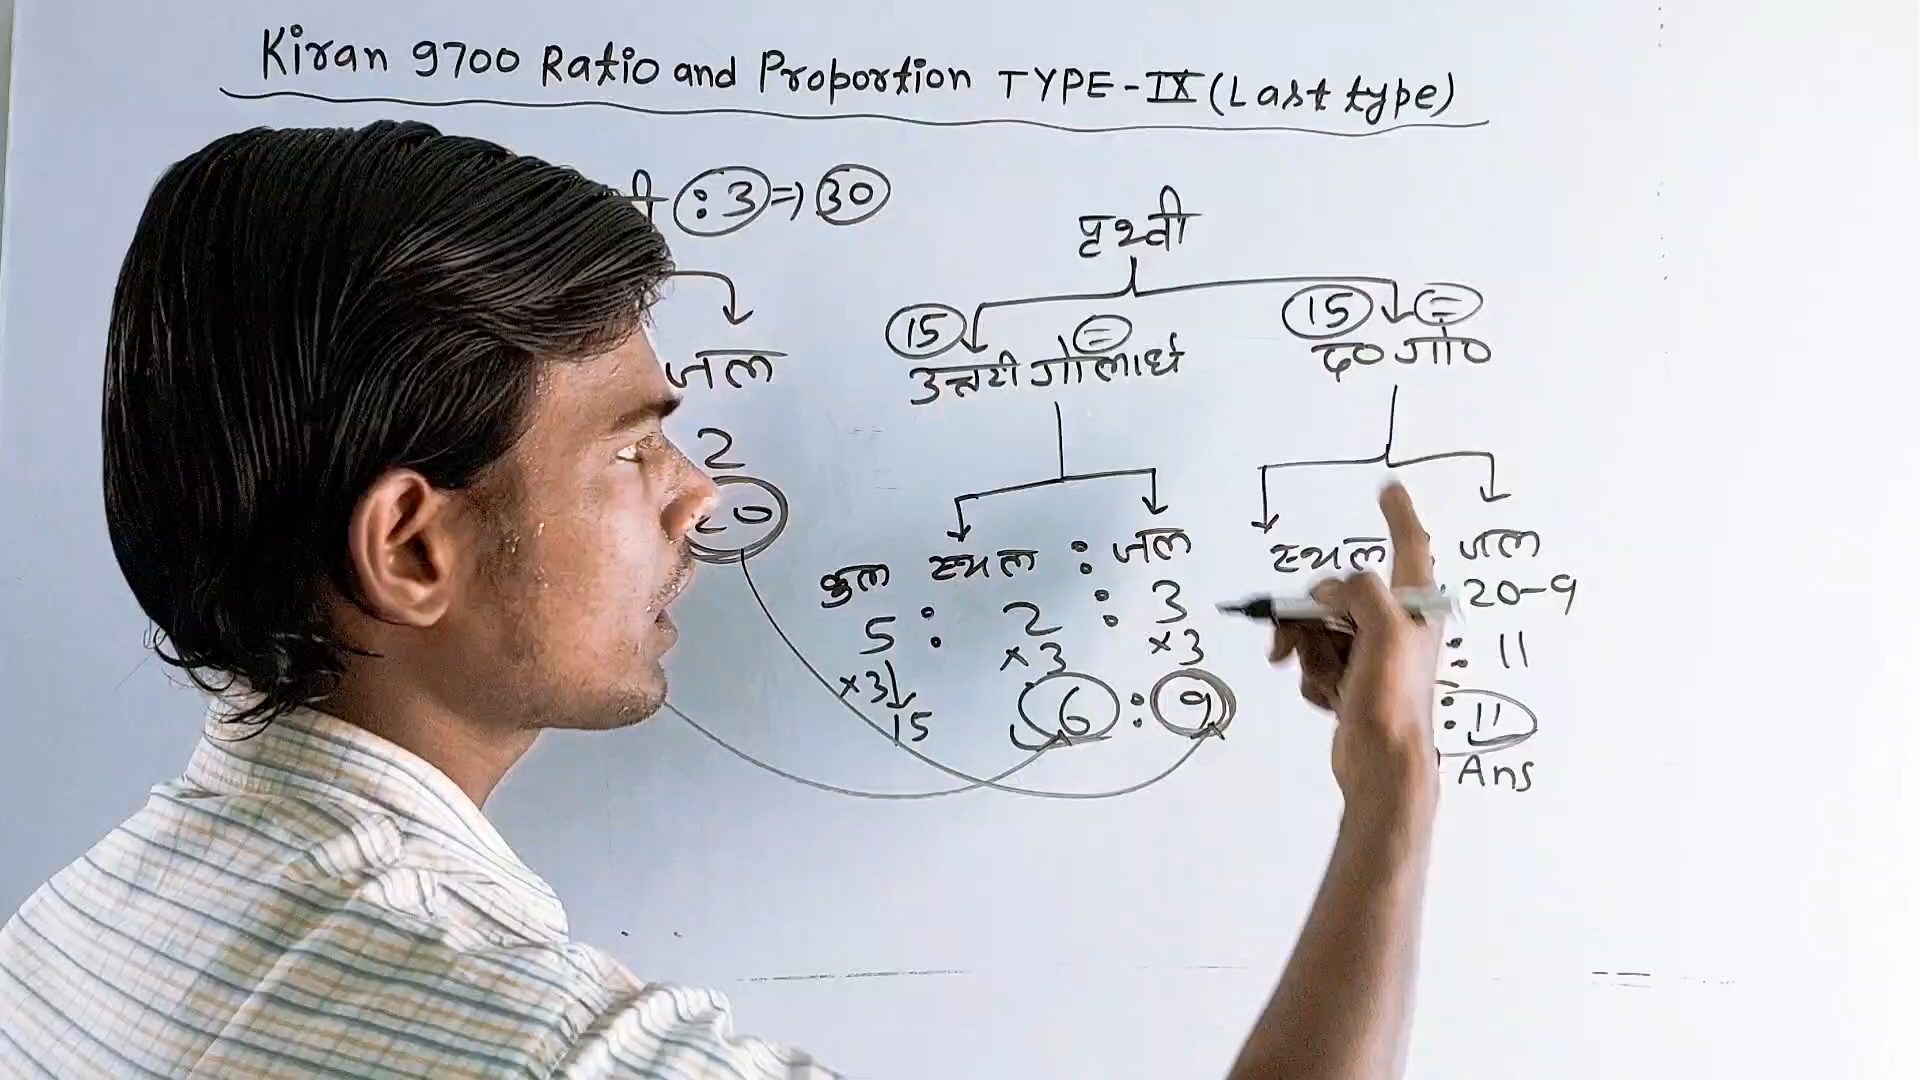 Kiran 9700 Ratio and Proportion TYPE-IX (Last type)
: 3 => 30
पृथ्वी
15 = 15 =
जल उत्तरी गोलार्ध द० गो०
2
20
कुल स्थल : जल स्थल : जल
5 : 2 : 3 : 20-9
×3 ×3 ×3 : 11
15 6 : 9 : 11
Ans